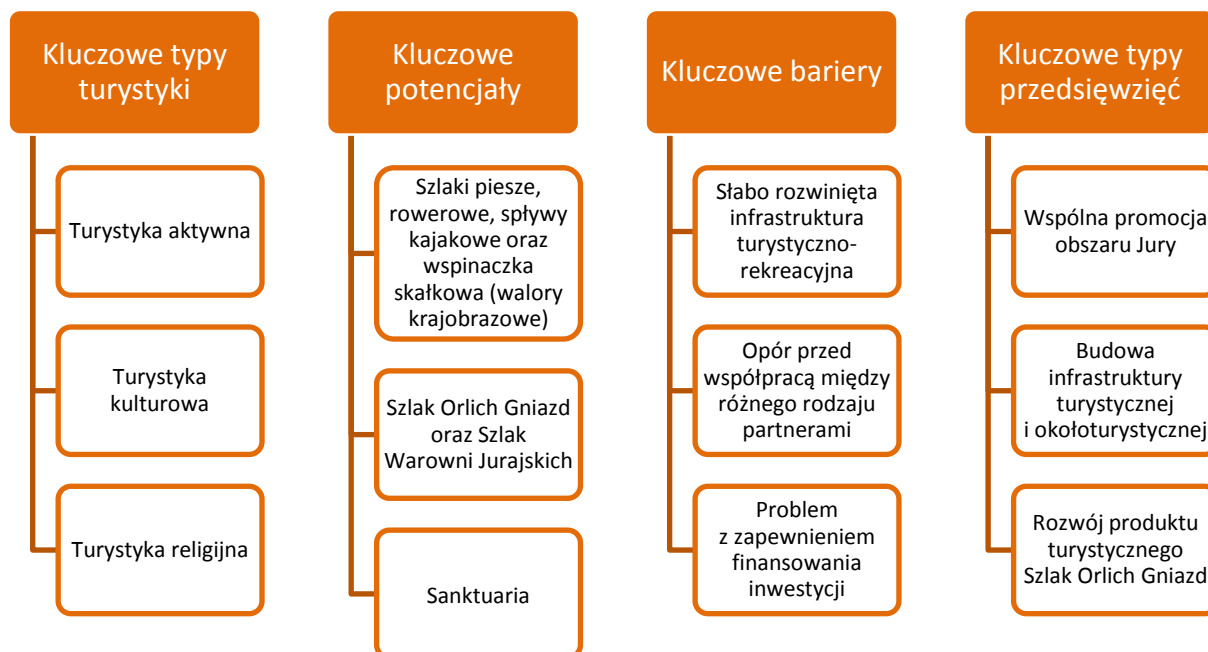 Kluczowe typy
turystyki
Turystyka aktywna
Turystyka
kulturowa
Turystyka religijna
Kluczowe
potencjały
Szlaki piesze,
rowerowe, spływy
kajakowe oraz
wspinaczka
skałkowa (walory
krajobrazowe)
Szlak Orlich Gniazd
oraz Szlak
Warowni Jurajskich
Sanktuaria
Kluczowe bariery
Słabo rozwinięta
infrastruktura
turystyczno-
rekreacyjna
Opór przed
współpracą między
różnego rodzaju
partnerami
Problem
z zapewnieniem
finansowania
inwestycji
Kluczowe typy
przedsięwzięć
Wspólna promocja
obszaru Jury
Budowa
infrastruktury
turystycznej
i okołoturystycznej
Rozwój produktu
turystycznego
Szlak Orlich Gniazd